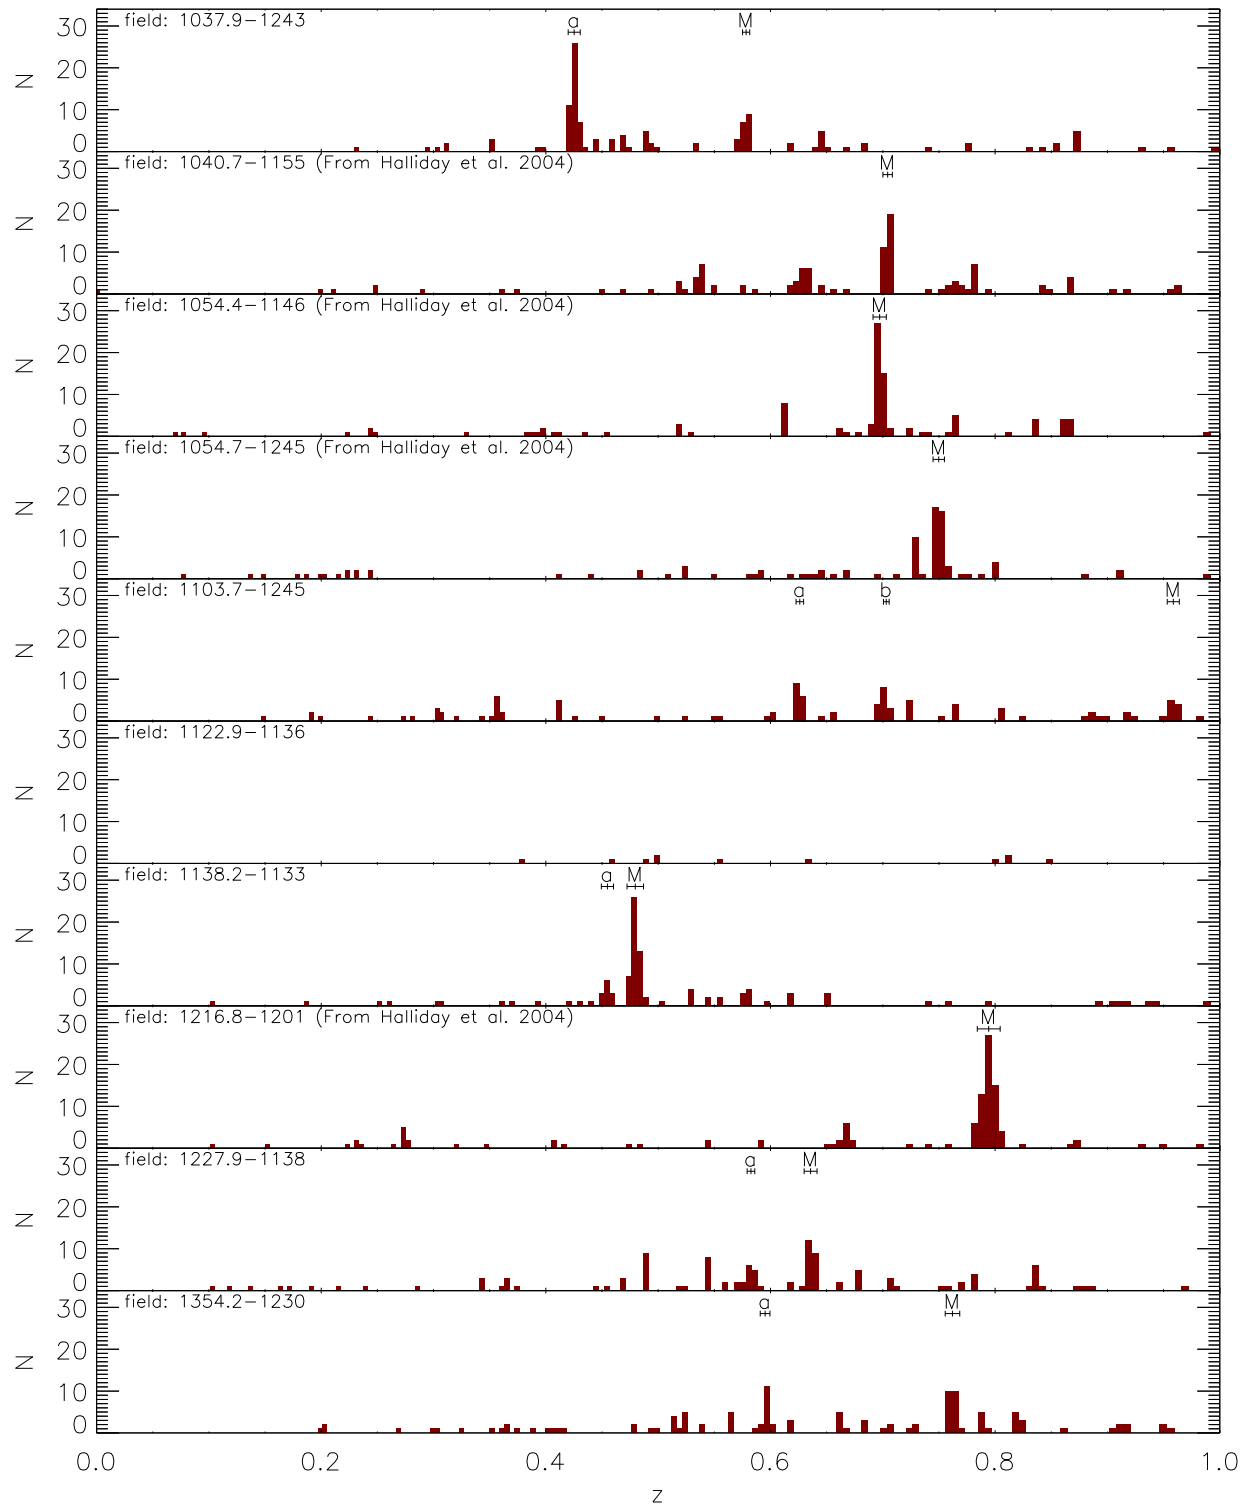 field: 1037.9−1243
a M
30
20
10
0
N
field: 1040.7−1155 (From Halliday et al. 2004)
M
30
20
10
0
N
field: 1054.4−1146 (From Halliday et al. 2004)
M
30
20
10
0
N
field: 1054.7−1245 (From Halliday et al. 2004)
M
30
20
10
0
N
field: 1103.7−1245
a b M
30
20
10
0
N
field: 1122.9−1136
30
20
10
0
N
field: 1138.2−1133
a M
30
20
10
0
N
field: 1216.8−1201 (From Halliday et al. 2004)
M
30
20
10
0
N
field: 1227.9−1138
a M
30
20
10
0
N
field: 1354.2−1230
a M
30
20
10
0
N
0.0 0.2 0.4 0.6 0.8 1.0
z